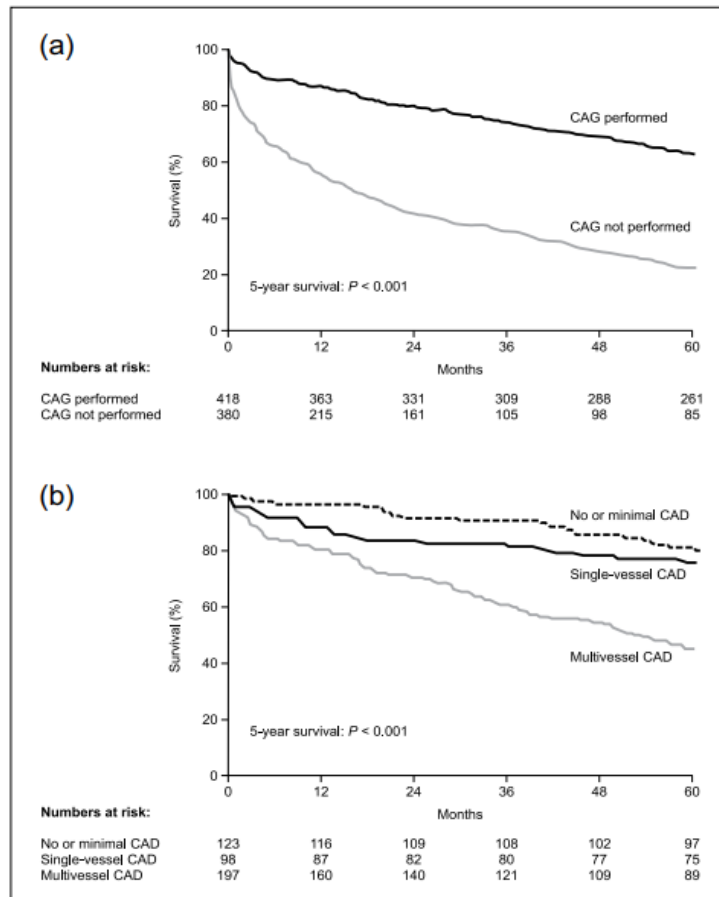 (a)
100
80
60
40
20
0
Survival (%)
CAG performed
CAG not performed
5-year survival: P < 0.001
0 12 24 36 48 60
Months
Numbers at risk:
CAG performed 418 363 331 309 288 261
CAG not performed 380 215 161 105 98 85
(b)
100
80
60
40
20
0
Survival (%)
No or minimal CAD
Single-vessel CAD
Multivessel CAD
5-year survival: P < 0.001
0 12 24 36 48 60
Months
Numbers at risk:
No or minimal CAD 123 116 109 108 102 97
Single-vessel CAD 98 87 82 80 77 75
Multivessel CAD 197 160 140 121 109 89